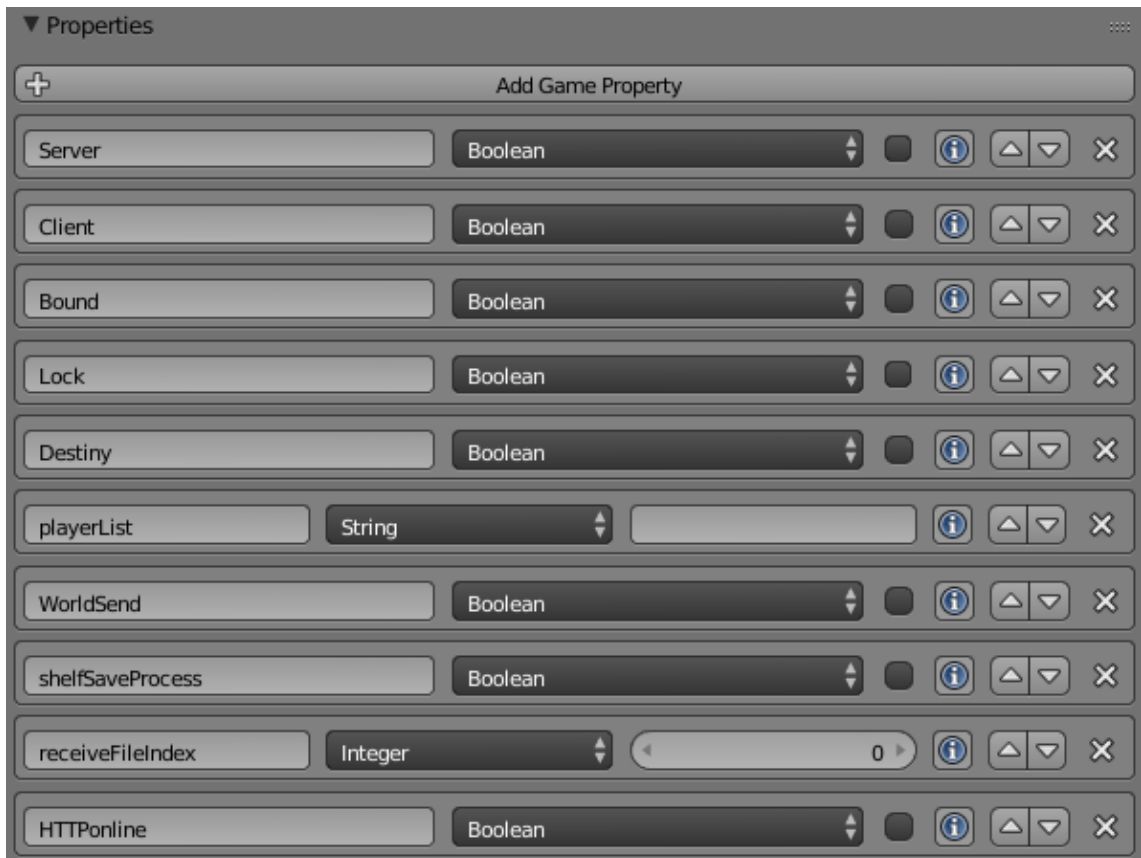 Properties
Add Game Property
Server Boolean
Client Boolean
Bound Boolean
Lock Boolean
Destiny Boolean
playerList String
WorldSend Boolean
shelfSaveProcess Boolean
receiveFileIndex Integer 0
HTTPonline Boolean